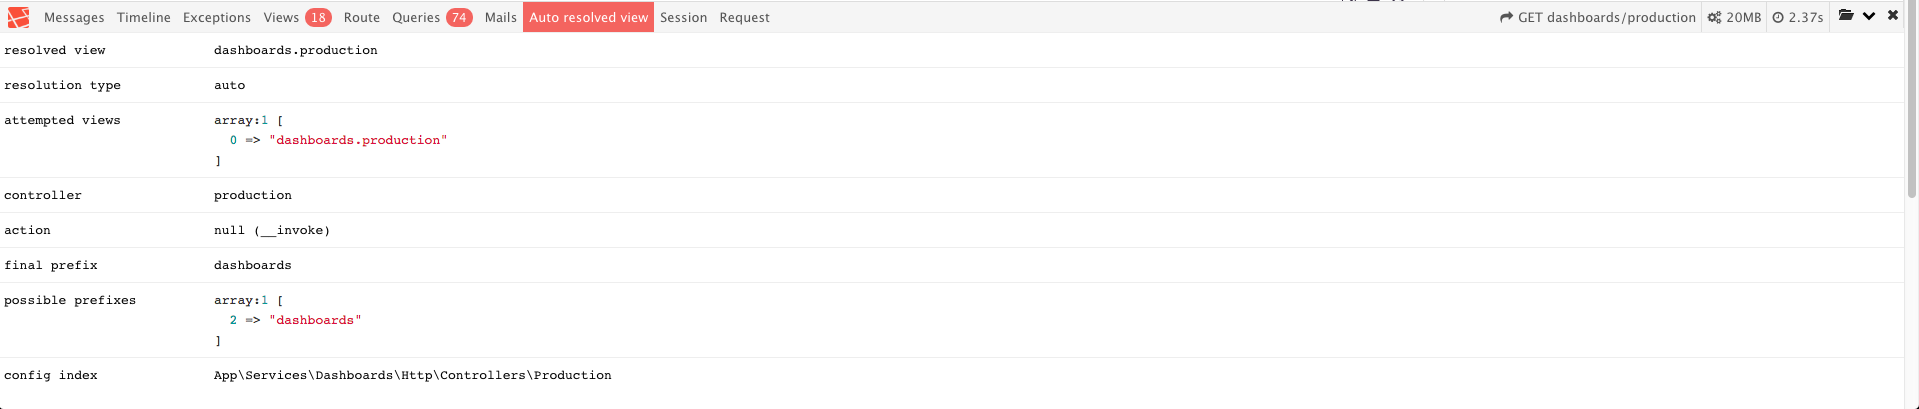 Messages Timeline Exceptions Views 18 Route Queries 74 Mails Auto resolved view Session Request GET dashboards/production 20MB 2.37s
resolved view dashboards.production
resolution type auto
attempted views array:1 [
0 => "dashboards.production"
]
controller production
action null (__invoke)
final prefix dashboards
possible prefixes array:1 [
2 => "dashboards"
]
config index App\Services\Dashboards\Http\Controllers\Production